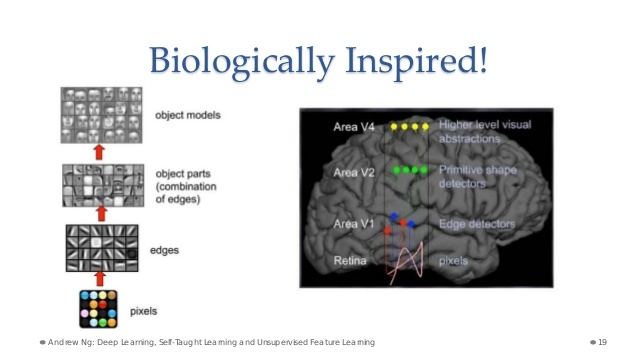 Biologically Inspired!
object models
object parts
(combination
of edges)
edges
pixels
Area V4
Higher level visual
abstractions
Area V2
Primitive shape
detectors
Area V1
Edge detectors
Retina
pixels
Andrew Ng: Deep Learning, Self-Taught Learning and Unsupervised Feature Learning
19